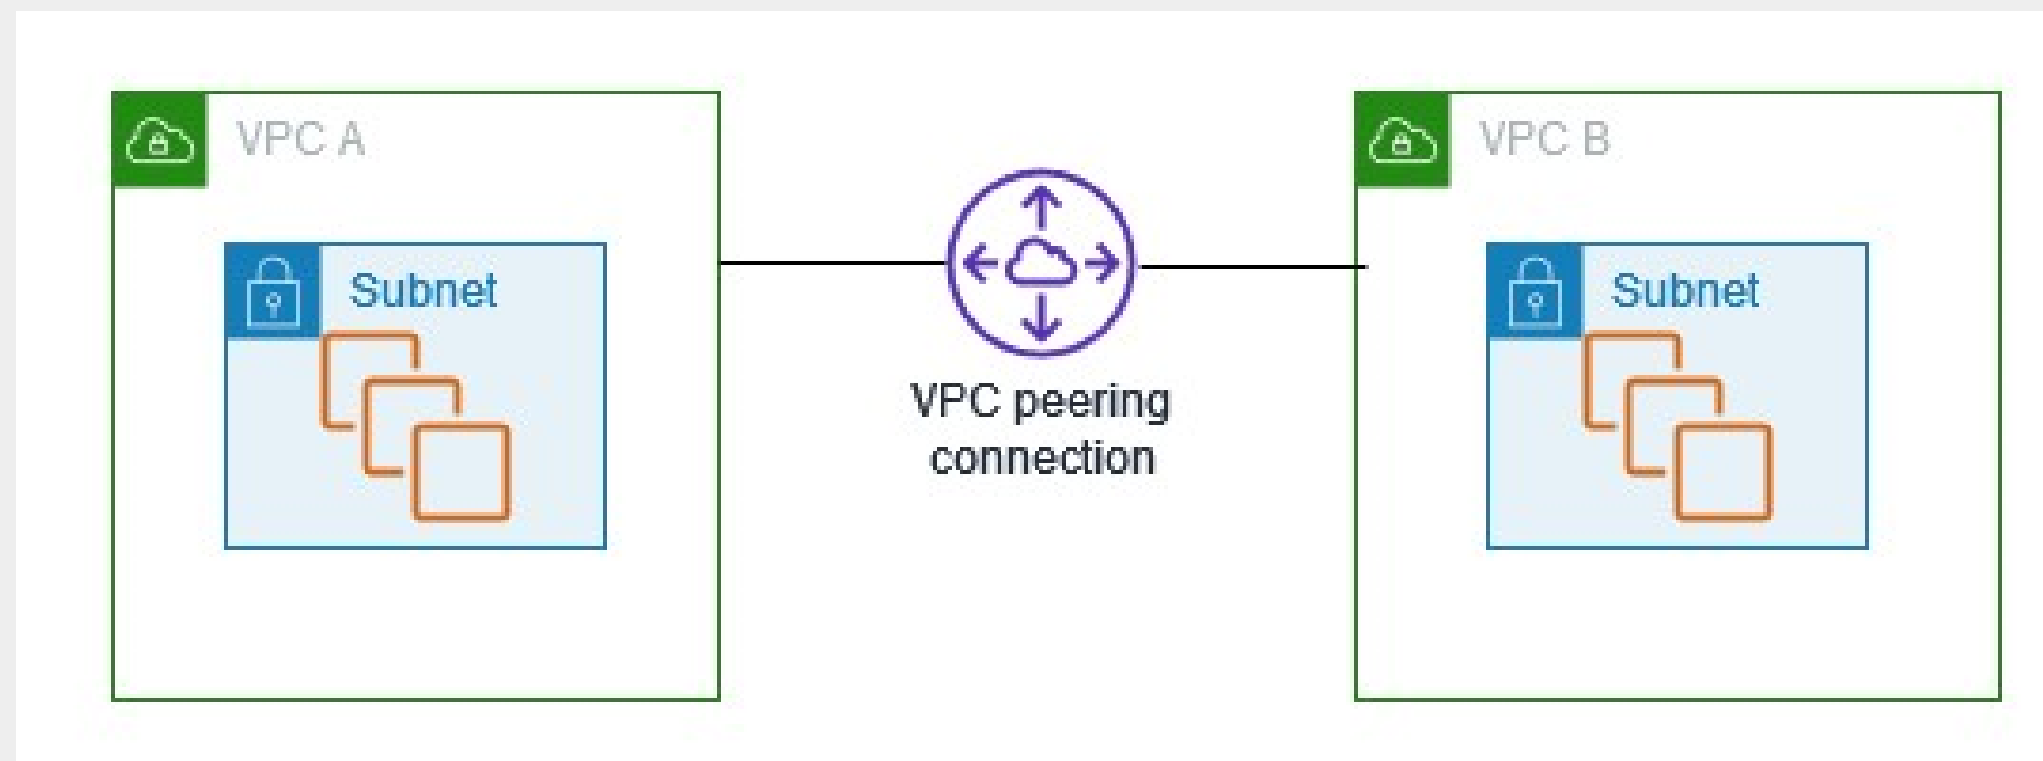 VPC A
Subnet
VPC peering
connection
VPC B
Subnet